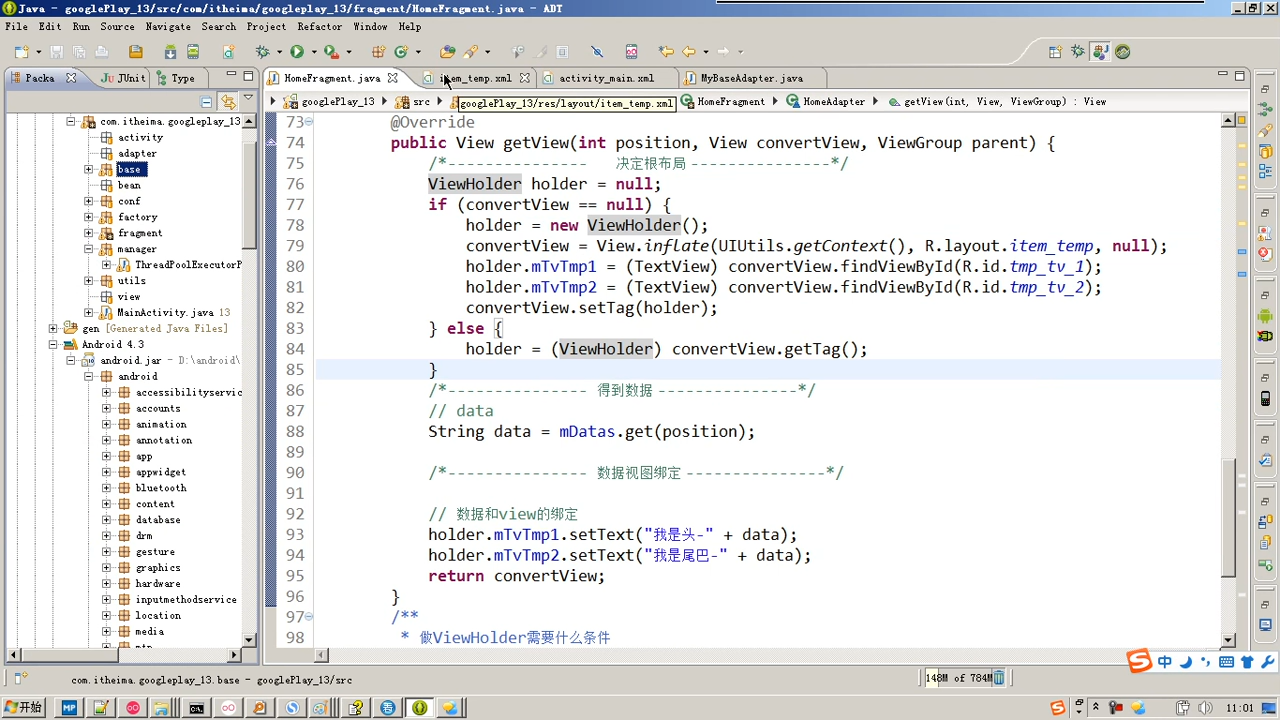 Java - googlePlay_13/src/com/itheima/googleplay_13/fragment/HomeFragment.java - ADT
File Edit Run Source Navigate Search Project Refactor Window Help
Packa JUnit Type
HomeFragment.java item_temp.xml activity_main.xml MyBaseAdapter.java
googlePlay_13 src googlePlay_13/res/layout/item_temp.xml HomeFragment HomeAdapter getView(int, View, ViewGroup) : View
com.itheima.googleplay_13
activity
adapter
base
bean
conf
factory
fragment
manager
ThreadPoolExecutorP
utils
view
MainActivity.java 13
gen [Generated Java Files]
Android 4.3
android.jar - D:\android\
android
accessibilityservic
accounts
animation
annotation
app
appwidget
bluetooth
content
database
drm
gesture
graphics
hardware
inputmethodservice
location
media
73 @Override
74 public View getView(int position, View convertView, ViewGroup parent) {
75 /*--------------- 决定根布局 ---------------*/
76 ViewHolder holder = null;
77 if (convertView == null) {
78 holder = new ViewHolder();
79 convertView = View.inflate(UIUtils.getContext(), R.layout.item_temp, null);
80 holder.mTvTmp1 = (TextView) convertView.findViewById(R.id.tmp_tv_1);
81 holder.mTvTmp2 = (TextView) convertView.findViewById(R.id.tmp_tv_2);
82 convertView.setTag(holder);
83 } else {
84 holder = (ViewHolder) convertView.getTag();
85 }
86 /*--------------- 得到数据 ---------------*/
87 // data
88 String data = mDatas.get(position);
89
90 /*--------------- 数据视图绑定 ---------------*/
91
92 // 数据和view的绑定
93 holder.mTvTmp1.setText("我是头-" + data);
94 holder.mTvTmp2.setText("我是尾巴-" + data);
95 return convertView;
96 }
97 /**
98 * 做ViewHolder需要什么条件
148M of 784M
com.itheima.googleplay_13.base - googlePlay_13/src
中
开始
11:01